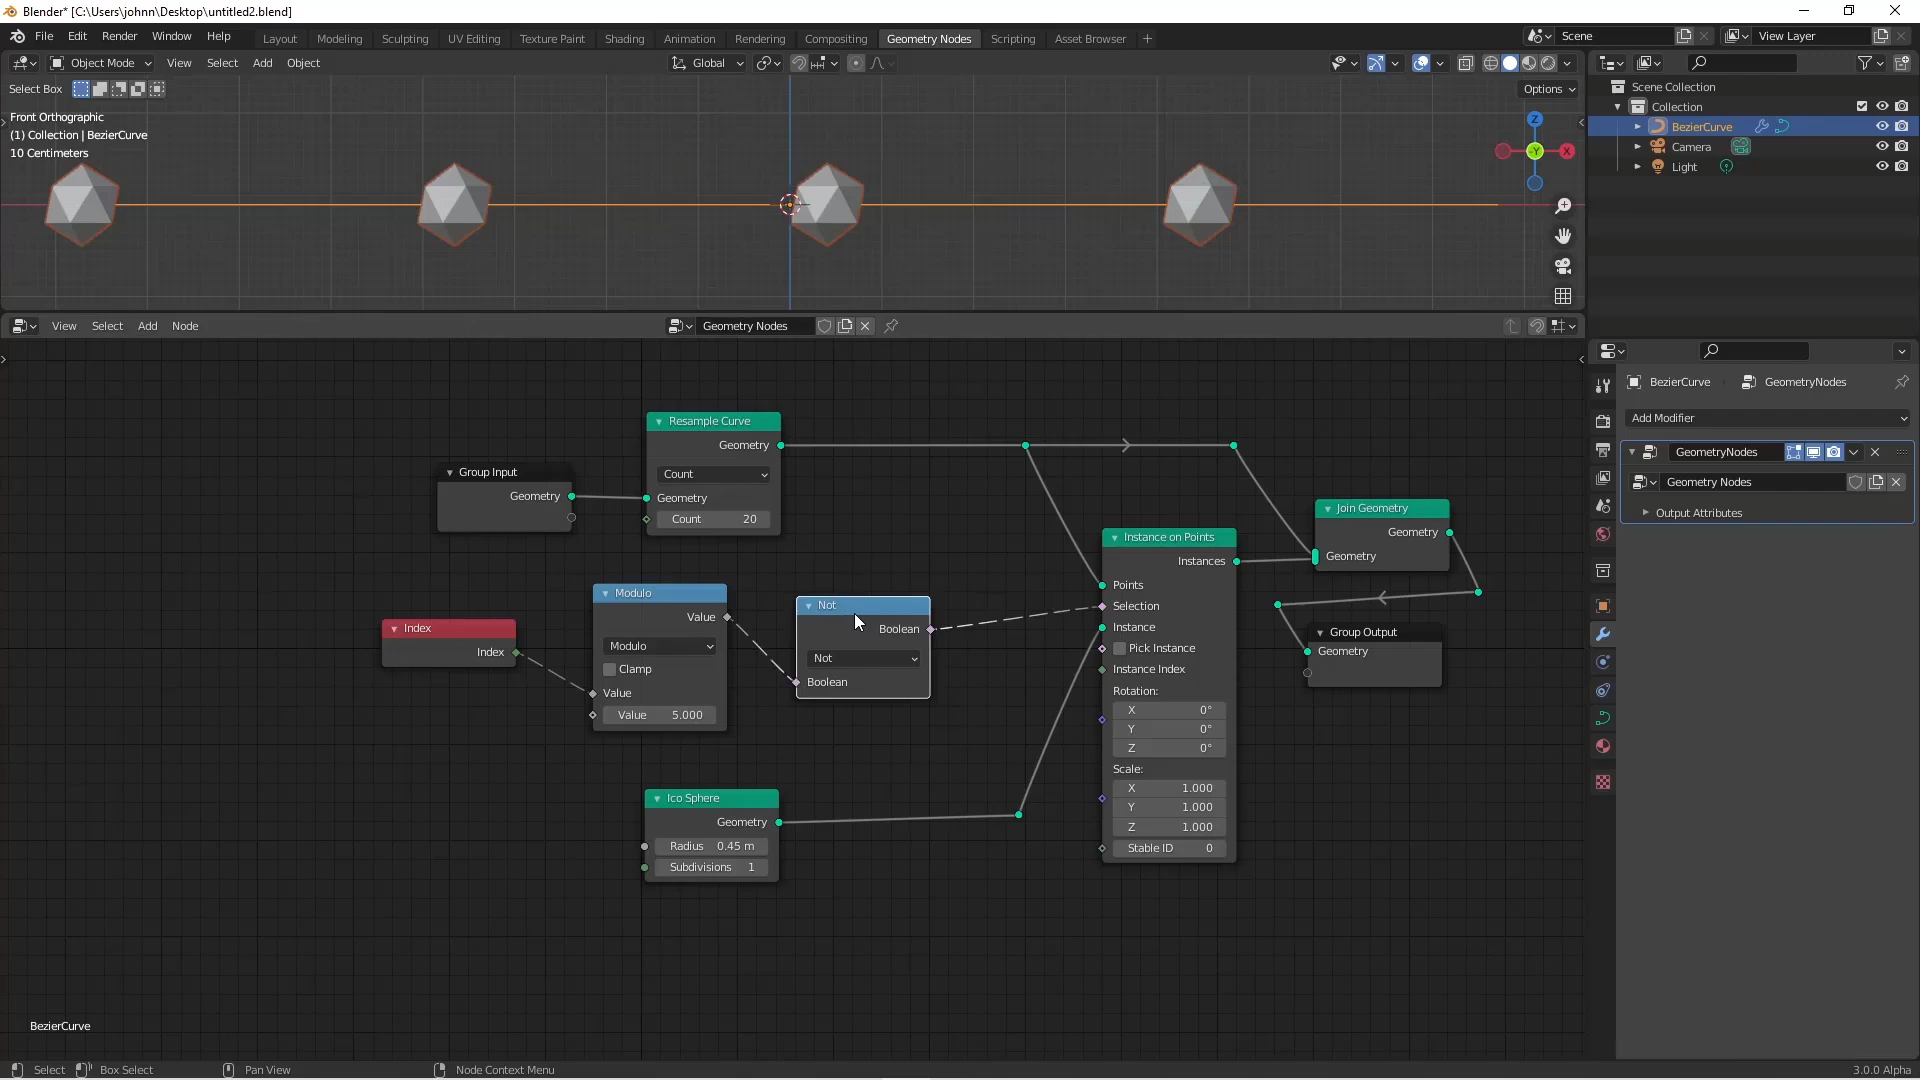 Blender* [C:\Users\johnn\Desktop\untitled2.blend]
File Edit Render Window Help
Layout Modeling Sculpting UV Editing Texture Paint Shading Animation Rendering Compositing Geometry Nodes Scripting Asset Browser +
Scene
View Layer
Object Mode View Select Add Object
Global
Select Box
Options
Front Orthographic
(1) Collection | BezierCurve
10 Centimeters
Z
-Y
X
Scene Collection
Collection
BezierCurve
Camera
Light
View Select Add Node
Geometry Nodes
BezierCurve GeometryNodes
Add Modifier
GeometryNodes
Geometry Nodes
Output Attributes
Group Input
Geometry
Resample Curve
Geometry
Count
Geometry
Count 20
Index
Index
Modulo
Value
Modulo
Clamp
Value
Value 5.000
Not
Boolean
Not
Boolean
Ico Sphere
Geometry
Radius 0.45 m
Subdivisions 1
Instance on Points
Instances
Points
Selection
Instance
Pick Instance
Instance Index
Rotation:
X 0°
Y 0°
Z 0°
Scale:
X 1.000
Y 1.000
Z 1.000
Stable ID 0
Join Geometry
Geometry
Geometry
Group Output
Geometry
BezierCurve
Select Box Select Pan View Node Context Menu
3.0.0 Alpha